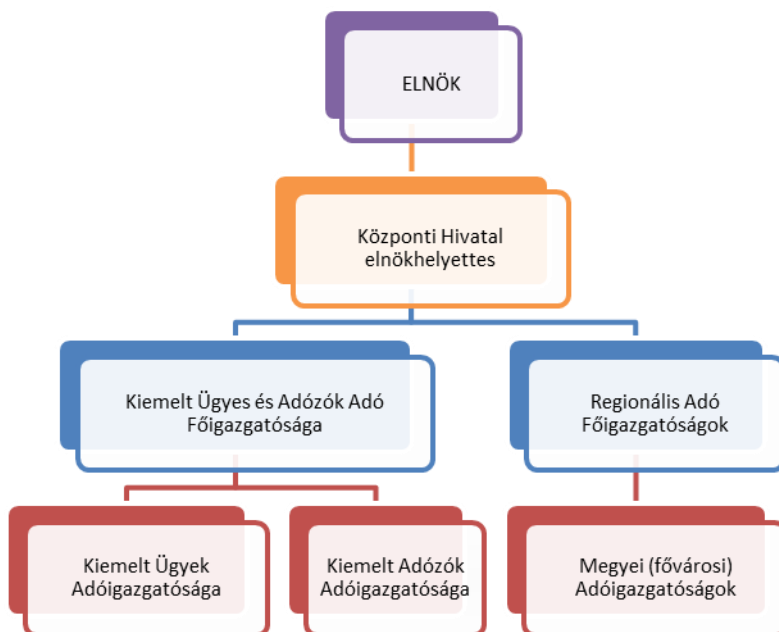 ELNÖK
Központi Hivatal
elnökhelyettes
Kiemelt Ügyes és Adózók Adó
Főigazgatósága
Regionális Adó
Főigazgatóságok
Kiemelt Ügyek
Adóigazgatósága
Kiemelt Adózók
Adóigazgatósága
Megyei (fővárosi)
Adóigazgatóságok